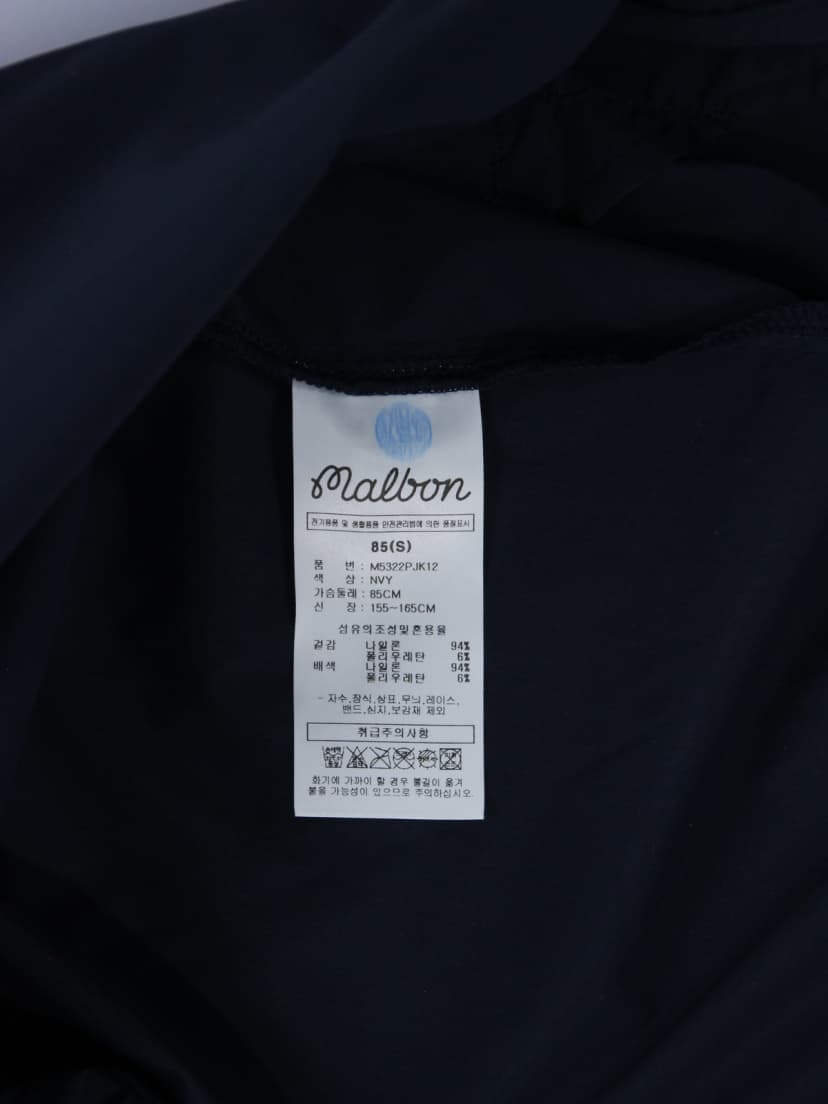 Malbon
전기용품 및 생활용품 안전관리법에 의한 품질표시
85(S)
품 번 : M5322PJK12
색 상 : NVY
가슴둘레 : 85CM
신 장 : 155~165CM
섬유의조성및혼용율
겉감 나일론 94%
폴리우레탄 6%
배색 나일론 94%
폴리우레탄 6%
- 자수,장식,상표,무늬,레이스,
밴드,심지,보강재 제외
취급주의사항
화기에 가까이 할 경우 불길이 옮겨
붙을 가능성이 있으므로 주의하십시오.